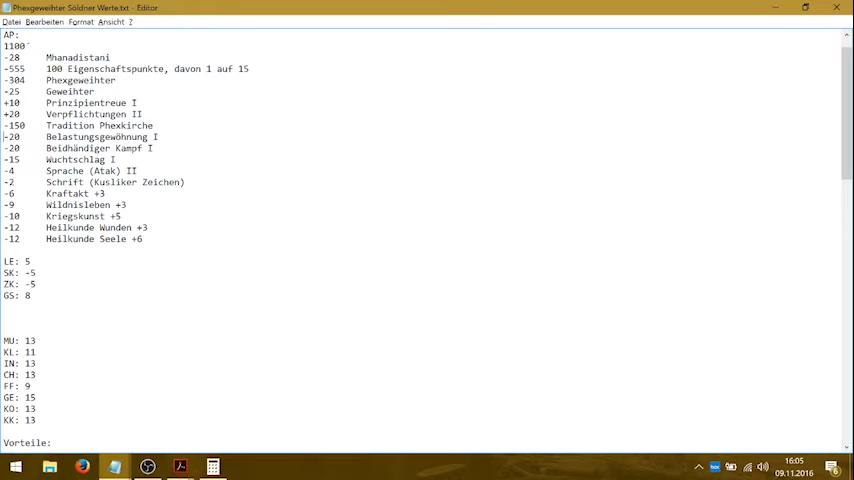 Phexgeweihter Söldner Werte.txt - Editor
Datei Bearbeiten Format Ansicht ?
AP:
1100
-28 Mhanadistani
-555 100 Eigenschaftspunkte, davon 1 auf 15
-304 Phexgeweihter
-25 Geweihter
+10 Prinzipientreue I
+20 Verpflichtungen II
-150 Tradition Phexkirche
-20 Belastungsgewöhnung I
-20 Beidhändiger Kampf I
-15 Wuchtschlag I
-4 Sprache (Atak) II
-2 Schrift (Kusliker Zeichen)
-6 Kraftakt +3
-9 Wildnisleben +3
-10 Kriegskunst +5
-12 Heilkunde Wunden +3
-12 Heilkunde Seele +6
LE: 5
SK: -5
ZK: -5
GS: 8
MU: 13
KL: 11
IN: 13
CH: 13
FF: 9
GE: 15
KO: 13
KK: 13
Vorteile:
16:05
09.11.2016